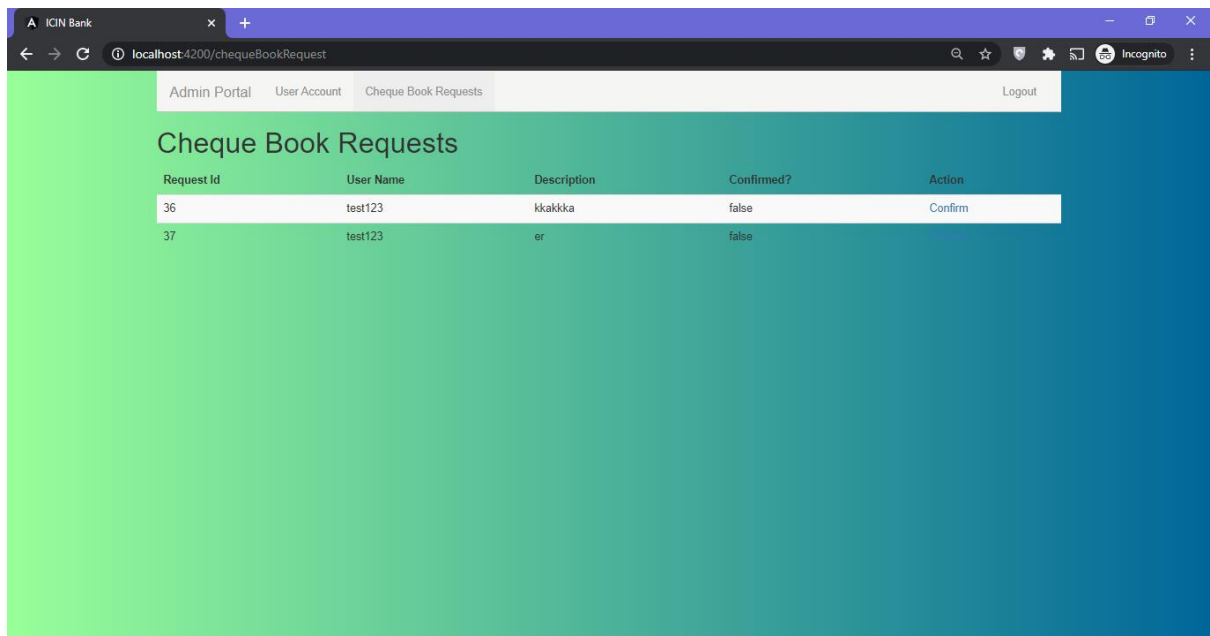 ICIN Bank
localhost:4200/chequeBookRequest
Incognito
Admin Portal User Account Cheque Book Requests Logout
Cheque Book Requests
Request Id User Name Description Confirmed? Action
36 test123 kkakkka false Confirm
37 test123 er false